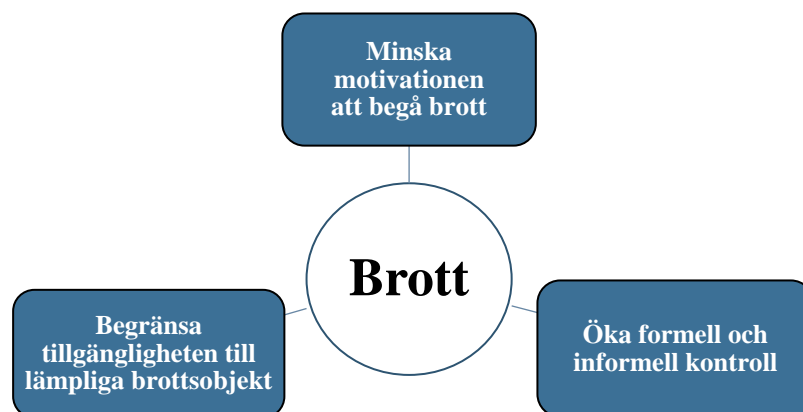 Minska
motivationen
att begå brott
Brott
Begränsa
tillgängligheten till
lämpliga brottsobjekt
Öka formell och
informell kontroll